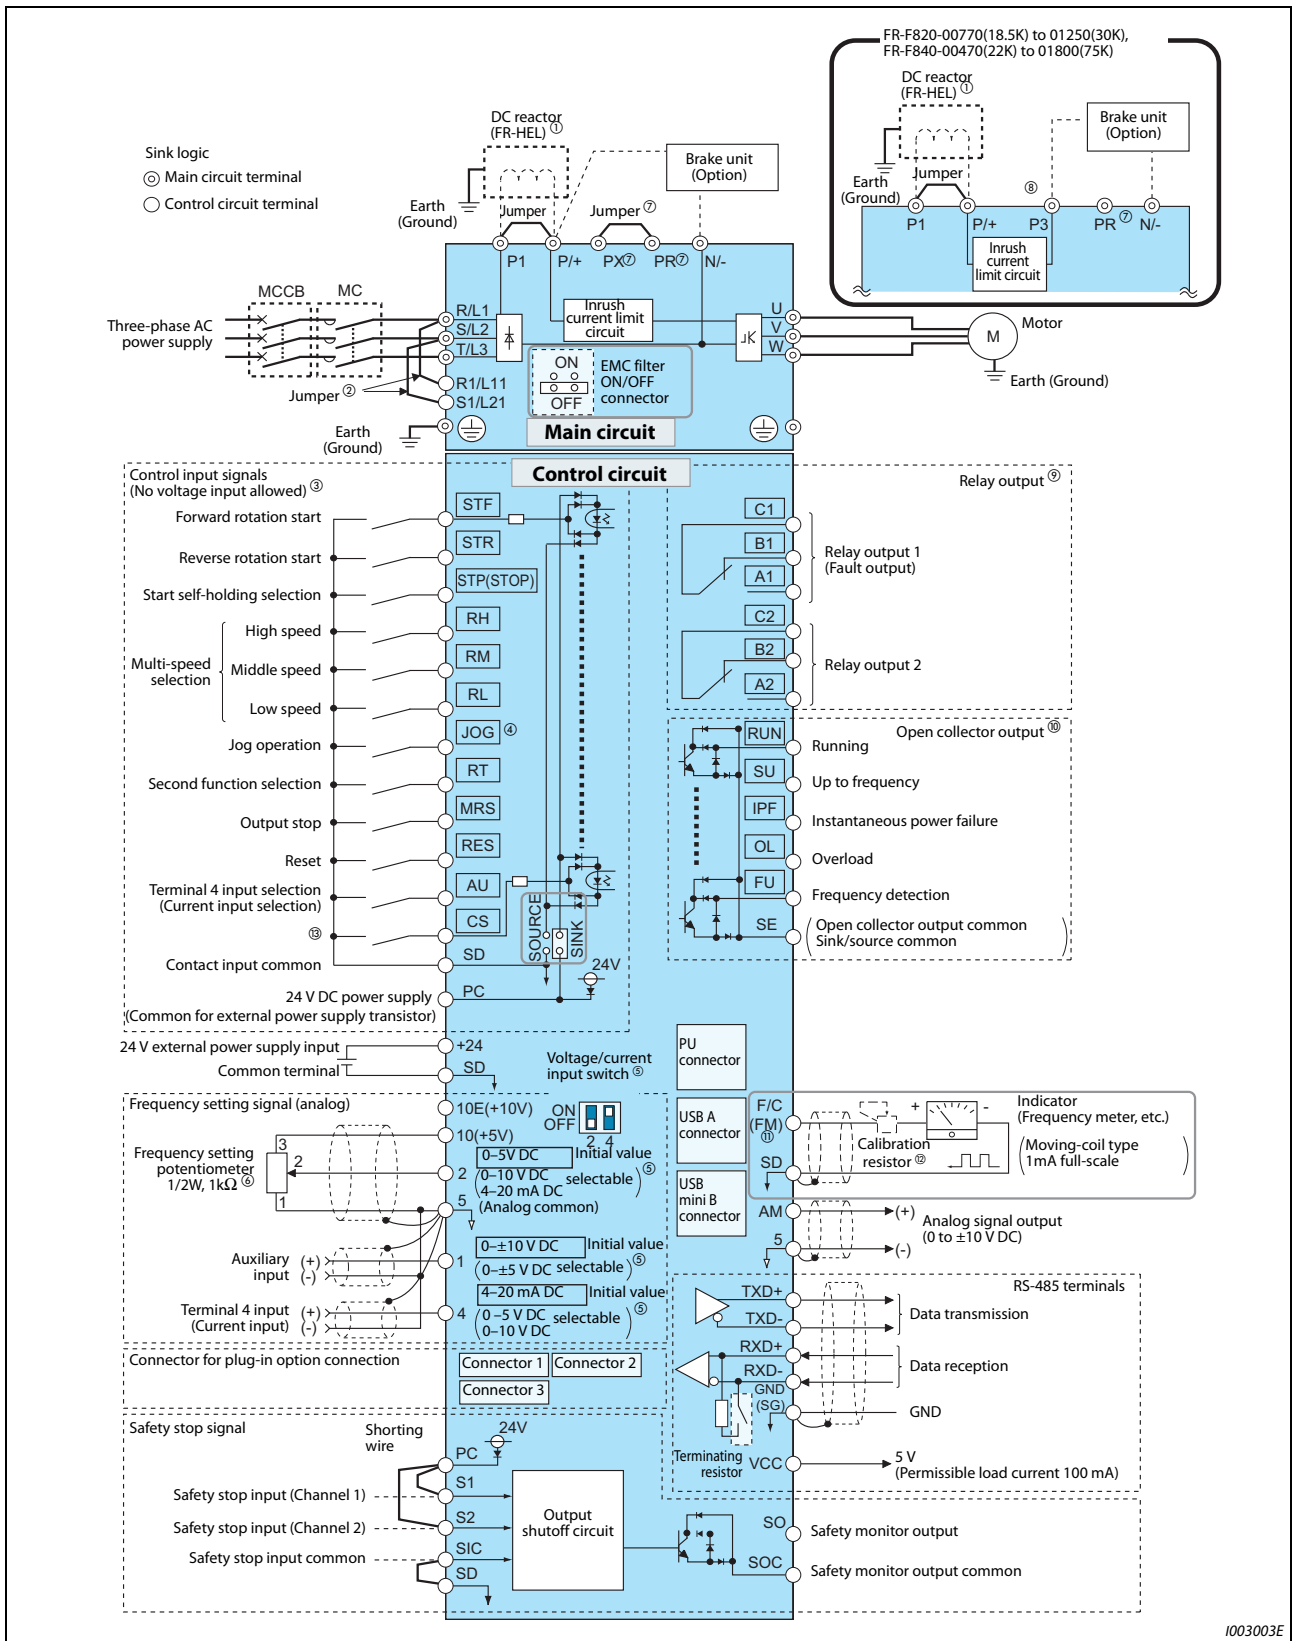 FR-F820-00770(18.5K) to 01250(30K),
FR-F840-00470(22K) to 01800(75K)
DC reactor
(FR-HEL) ①
Brake unit
(Option)
Earth
(Ground)
Jumper
⑧
P1
P/+
P3
PR ⑦
N/-
Inrush
current
limit circuit
Sink logic
Main circuit terminal
Control circuit terminal
DC reactor
(FR-HEL) ①
Brake unit
(Option)
Earth
(Ground)
Jumper
Jumper ⑦
P1
P/+
PX⑦
PR⑦
N/-
MCCB
MC
Three-phase AC
power supply
R/L1
S/L2
T/L3
R1/L11
S1/L21
Jumper ②
Earth
(Ground)
Inrush
current limit
circuit
ON
OFF
EMC filter
ON/OFF
connector
Main circuit
U
V
W
M
Motor
Earth (Ground)
Control circuit
Control input signals
(No voltage input allowed) ③
Forward rotation start
STF
Reverse rotation start
STR
Start self-holding selection
STP(STOP)
Multi-speed
selection
High speed
RH
Middle speed
RM
Low speed
RL
Jog operation
JOG ④
Second function selection
RT
Output stop
MRS
Reset
RES
Terminal 4 input selection
(Current input selection)
AU
⑬
CS
SOURCE
SINK
Contact input common
SD
24V
24 V DC power supply
(Common for external power supply transistor)
PC
Relay output ⑨
C1
B1
A1
Relay output 1
(Fault output)
C2
B2
A2
Relay output 2
Open collector output ⑩
RUN
Running
SU
Up to frequency
IPF
Instantaneous power failure
OL
Overload
FU
Frequency detection
SE
Open collector output common
Sink/source common
24 V external power supply input
+24
Common terminal
SD
Voltage/current
input switch ⑤
PU
connector
Frequency setting signal (analog)
10E(+10V)
ON
OFF
2 4
10(+5V)
Frequency setting
potentiometer
1/2W, 1kΩ ⑥
3
2
1
2
0–5V DC
Initial value
0–10 V DC
4–20 mA DC
selectable
⑤
5
(Analog common)
Auxiliary
input
(+)
(-)
1
0–±10 V DC
Initial value
(0–±5 V DC selectable) ⑤
Terminal 4 input
(Current input)
(+)
(-)
4
4–20 mA DC
Initial value
0 –5 V DC
0–10 V DC
selectable
⑤
USB A
connector
USB
mini B
connector
F/C
(FM)
⑪
SD
+
-
Calibration
resistor ⑫
Indicator
(Frequency meter, etc.)
Moving-coil type
1mA full-scale
AM
5
(+)
(-)
Analog signal output
(0 to ±10 V DC)
Connector for plug-in option connection
Connector 1
Connector 2
Connector 3
RS-485 terminals
TXD+
TXD-
Data transmission
RXD+
RXD-
Data reception
GND
(SG)
GND
Terminating
resistor
VCC
5 V
(Permissible load current 100 mA)
Safety stop signal
Shorting
wire
24V
PC
S1
Safety stop input (Channel 1)
S2
Safety stop input (Channel 2)
SIC
Safety stop input common
SD
Output
shutoff circuit
SO
Safety monitor output
SOC
Safety monitor output common
I003003E